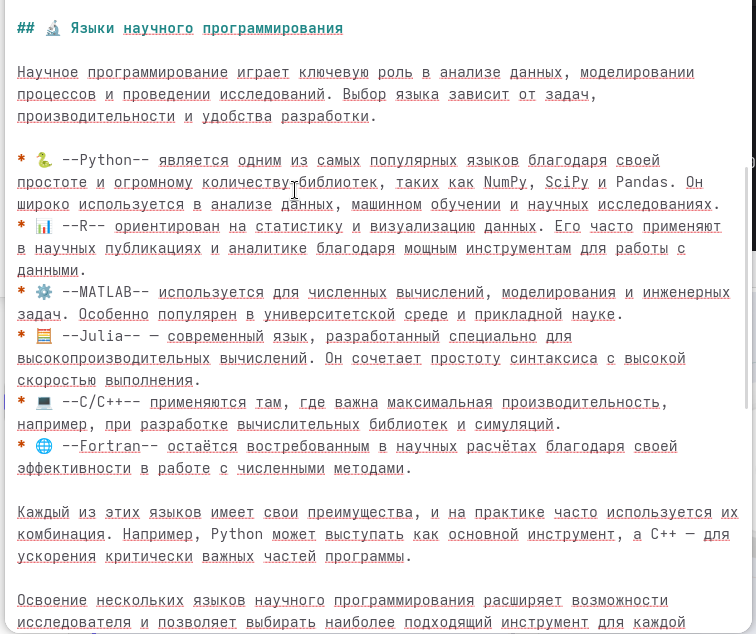 ## 🔬 Языки научного программирования
Научное программирование играет ключевую роль в анализе данных, моделировании
процессов и проведении исследований. Выбор языка зависит от задач,
производительности и удобства разработки.
* 🐍 --Python-- является одним из самых популярных языков благодаря своей
простоте и огромному количеству библиотек, таких как NumPy, SciPy и Pandas. Он
широко используется в анализе данных, машинном обучении и научных исследованиях.
* 📊 --R-- ориентирован на статистику и визуализацию данных. Его часто применяют
в научных публикациях и аналитике благодаря мощным инструментам для работы с
данными.
* ⚙️ --MATLAB-- используется для численных вычислений, моделирования и инженерных
задач. Особенно популярен в университетской среде и прикладной науке.
* 🧮 --Julia-- — современный язык, разработанный специально для
высокопроизводительных вычислений. Он сочетает простоту синтаксиса с высокой
скоростью выполнения.
* 💻 --C/C++-- применяются там, где важна максимальная производительность,
например, при разработке вычислительных библиотек и симуляций.
* 🌐 --Fortran-- остаётся востребованным в научных расчётах благодаря своей
эффективности в работе с численными методами.
Каждый из этих языков имеет свои преимущества, и на практике часто используется их
комбинация. Например, Python может выступать как основной инструмент, а C++ — для
ускорения критически важных частей программы.
Освоение нескольких языков научного программирования расширяет возможности
исследователя и позволяет выбирать наиболее подходящий инструмент для каждой